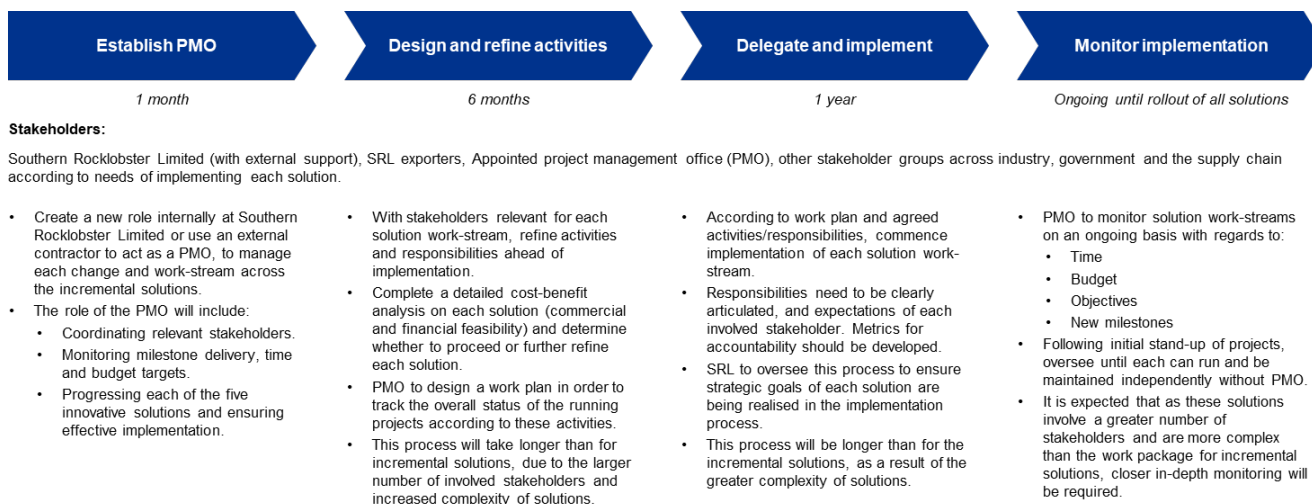 Establish PMO
Design and refine activities
Delegate and implement
Monitor implementation
1 month
6 months
1 year
Ongoing until rollout of all solutions
Stakeholders:
Southern Rocklobster Limited (with external support), SRL exporters, Appointed project management office (PMO), other stakeholder groups across industry, government and the supply chain
according to needs of implementing each solution.
• Create a new role internally at Southern
Rocklobster Limited or use an external
contractor to act as a PMO, to manage
each change and work-stream across
the incremental solutions.
• The role of the PMO will include:
• Coordinating relevant stakeholders.
• Monitoring milestone delivery, time
and budget targets.
• Progressing each of the five
innovative solutions and ensuring
effective implementation.
• With stakeholders relevant for each
solution work-stream, refine activities
and responsibilities ahead of
implementation.
• Complete a detailed cost-benefit
analysis on each solution (commercial
and financial feasibility) and determine
whether to proceed or further refine
each solution.
• PMO to design a work plan in order to
track the overall status of the running
projects according to these activities.
• This process will take longer than for
incremental solutions, due to the larger
number of involved stakeholders and
increased complexity of solutions.
• According to work plan and agreed
activities/responsibilities, commence
implementation of each solution work-
stream.
• Responsibilities need to be clearly
articulated, and expectations of each
involved stakeholder. Metrics for
accountability should be developed.
• SRL to oversee this process to ensure
strategic goals of each solution are
being realised in the implementation
process.
• This process will be longer than for the
incremental solutions, as a result of the
greater complexity of solutions.
• PMO to monitor solution work-streams
on an ongoing basis with regards to:
• Time
• Budget
• Objectives
• New milestones
• Following initial stand-up of projects,
oversee until each can run and be
maintained independently without PMO.
• It is expected that as these solutions
involve a greater number of
stakeholders and are more complex
than the work package for incremental
solutions, closer in-depth monitoring will
be required.